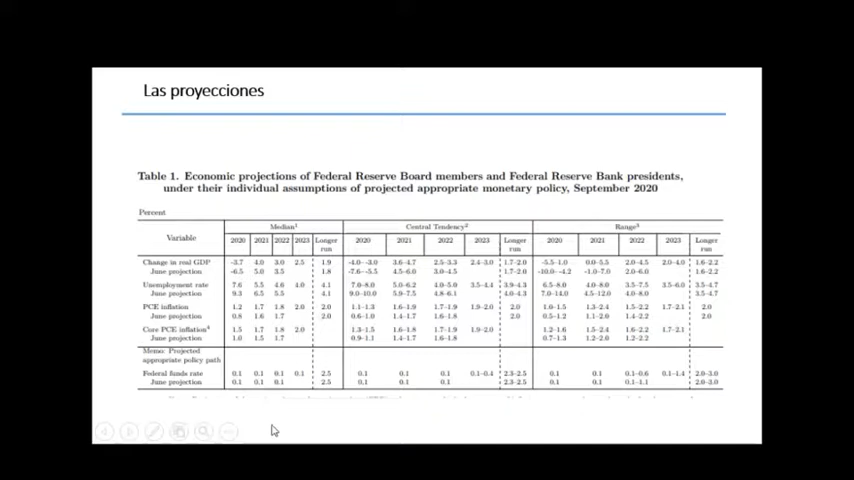 Las proyecciones
Table 1. Economic projections of Federal Reserve Board members and Federal Reserve Bank presidents,
under their individual assumptions of projected appropriate monetary policy, September 2020
Percent
Variable Median¹ Central Tendency² Range³
2020 2021 2022 2023 Longer run 2020 2021 2022 2023 Longer run 2020 2021 2022 2023 Longer run
Change in real GDP -3.7 4.0 3.0 2.5 1.9 -4.0–-3.0 3.6–4.7 2.5–3.3 2.4–3.0 1.7–2.0 -5.5–1.0 0.0–5.5 2.0–4.5 2.0–4.0 1.6–2.2
June projection -6.5 5.0 3.5 1.8 -7.6–-5.5 4.5–6.0 3.0–4.5 1.7–2.0 -10.0–-4.2 -1.0–7.0 2.0–6.0 1.6–2.2
Unemployment rate 7.6 5.5 4.6 4.0 4.1 7.0–8.0 5.0–6.2 4.0–5.0 3.5–4.4 3.9–4.3 6.5–8.0 4.0–8.0 3.5–7.5 3.5–6.0 3.5–4.7
June projection 9.3 6.5 5.5 4.1 9.0–10.0 5.9–7.5 4.8–6.1 4.0–4.3 7.0–14.0 4.5–12.0 4.0–8.0 3.5–4.7
PCE inflation 1.2 1.7 1.8 2.0 2.0 1.1–1.3 1.6–1.9 1.7–1.9 1.9–2.0 2.0 1.0–1.5 1.3–2.4 1.5–2.2 1.7–2.1 2.0
June projection 0.8 1.6 1.7 2.0 0.6–1.0 1.4–1.7 1.6–1.8 2.0 0.5–1.2 1.1–2.0 1.4–2.2 2.0
Core PCE inflation⁴ 1.5 1.7 1.8 2.0 1.3–1.5 1.6–1.8 1.7–1.9 1.9–2.0 1.2–1.6 1.5–2.4 1.6–2.2 1.7–2.1
June projection 1.0 1.5 1.7 0.9–1.1 1.4–1.7 1.6–1.8 0.7–1.3 1.2–2.0 1.2–2.2
Memo: Projected
appropriate policy path
Federal funds rate 0.1 0.1 0.1 0.1 2.5 0.1 0.1 0.1 0.1–0.4 2.3–2.5 0.1 0.1 0.1–0.6 0.1–1.4 2.0–3.0
June projection 0.1 0.1 0.1 2.5 0.1 0.1 0.1 2.3–2.5 0.1 0.1 0.1–1.1 2.0–3.0